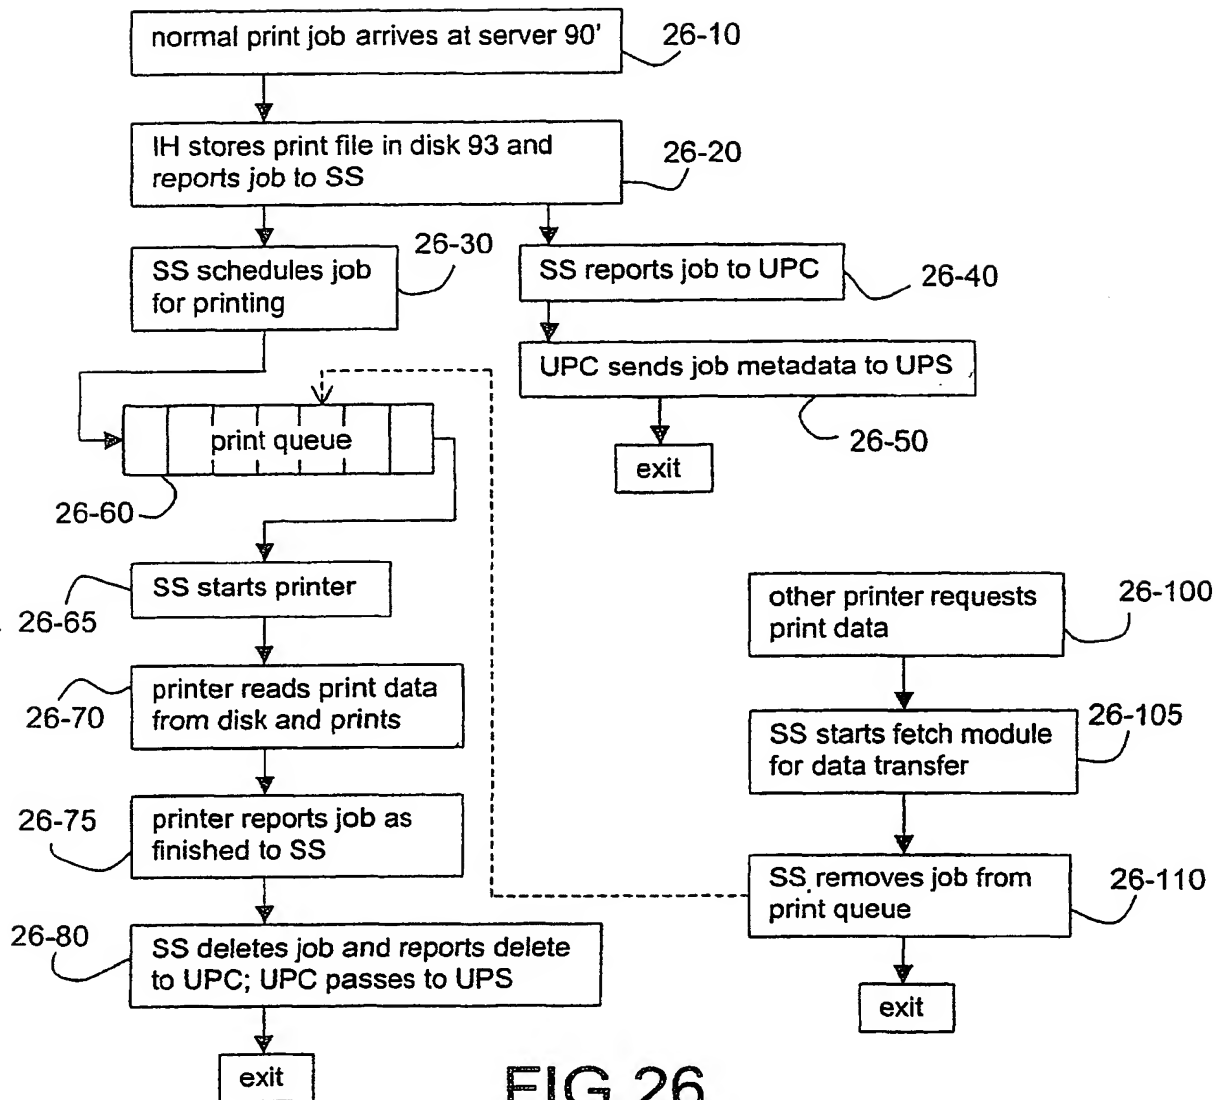 normal print job arrives at server 90'
26-10
IH stores print file in disk 93 and
reports job to SS
26-20
SS schedules job
for printing
26-30
SS reports job to UPC
26-40
UPC sends job metadata to UPS
26-50
exit
print queue
26-60
SS starts printer
26-65
printer reads print data
from disk and prints
26-70
printer reports job as
finished to SS
26-75
SS deletes job and reports delete
to UPC; UPC passes to UPS
26-80
exit
other printer requests
print data
26-100
SS starts fetch module
for data transfer
26-105
SS removes job from
print queue
26-110
exit
FIG 26